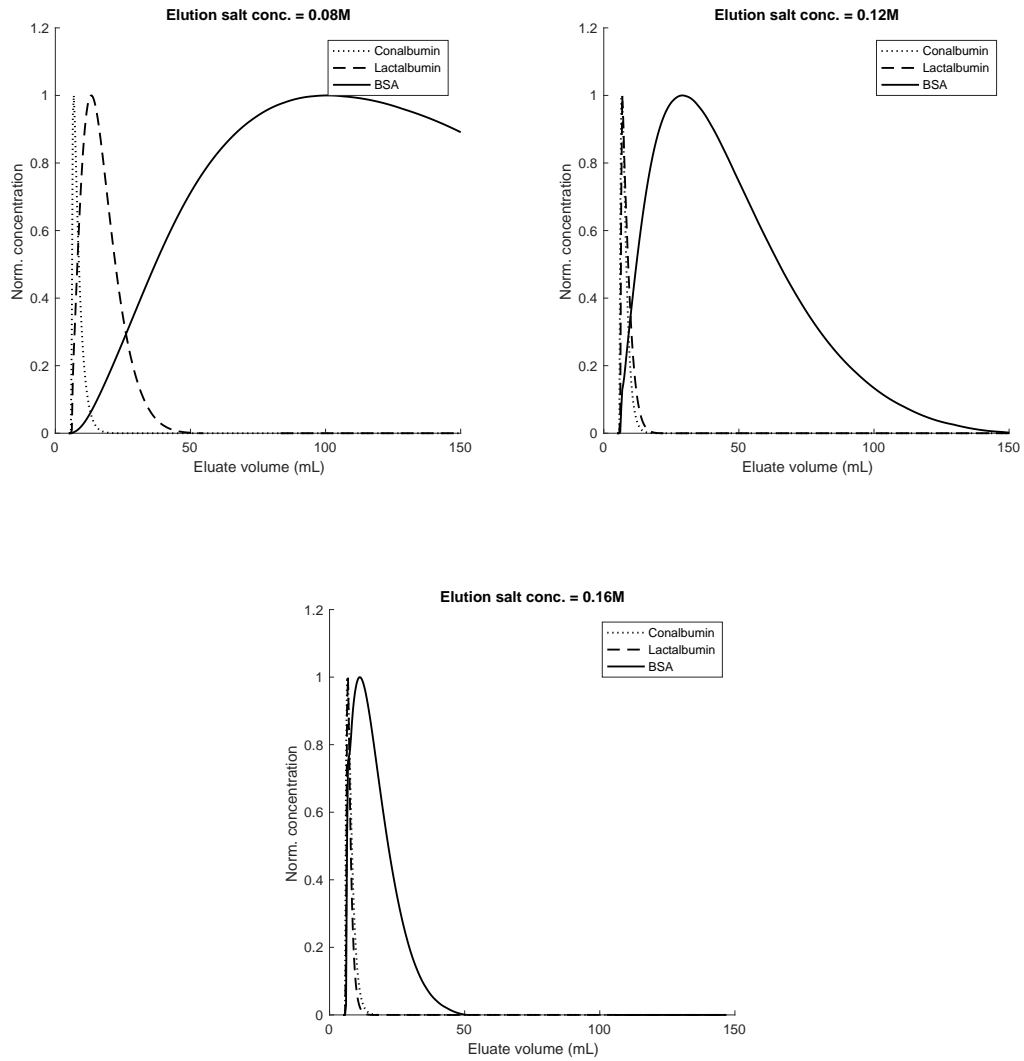 Elution salt conc. = 0.08M
1.2
1
0.8
0.6
0.4
0.2
0
Norm. concentration
Conalbumin
Lactalbumin
BSA
0
50
100
150
Eluate volume (mL)
Elution salt conc. = 0.12M
1.2
1
0.8
0.6
0.4
0.2
0
Norm. concentration
Conalbumin
Lactalbumin
BSA
0
50
100
150
Eluate volume (mL)
Elution salt conc. = 0.16M
1.2
1
0.8
0.6
0.4
0.2
0
Norm. concentration
Conalbumin
Lactalbumin
BSA
0
50
100
150
Eluate volume (mL)